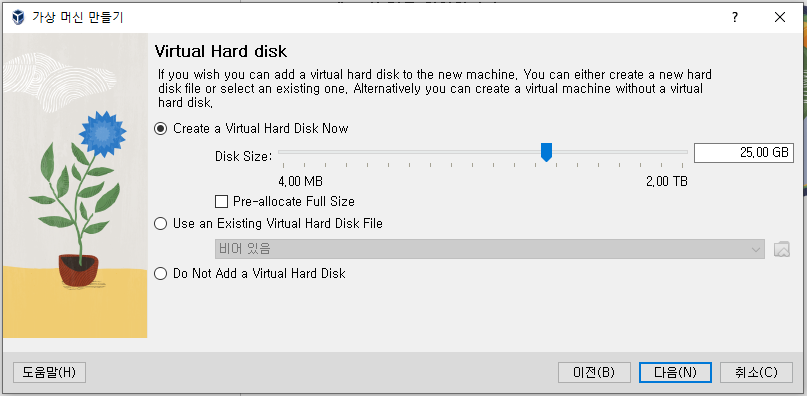 가상 머신 만들기
?
Virtual Hard disk
If you wish you can add a virtual hard disk to the new machine. You can either create a new hard
disk file or select an existing one. Alternatively you can create a virtual machine without a virtual
hard disk.
Create a Virtual Hard Disk Now
Disk Size:
25,00 GB
4,00 MB
2,00 TB
Pre-allocate Full Size
Use an Existing Virtual Hard Disk File
비어 있음
Do Not Add a Virtual Hard Disk
도움말(H)
이전(B)
다음(N)
취소(C)